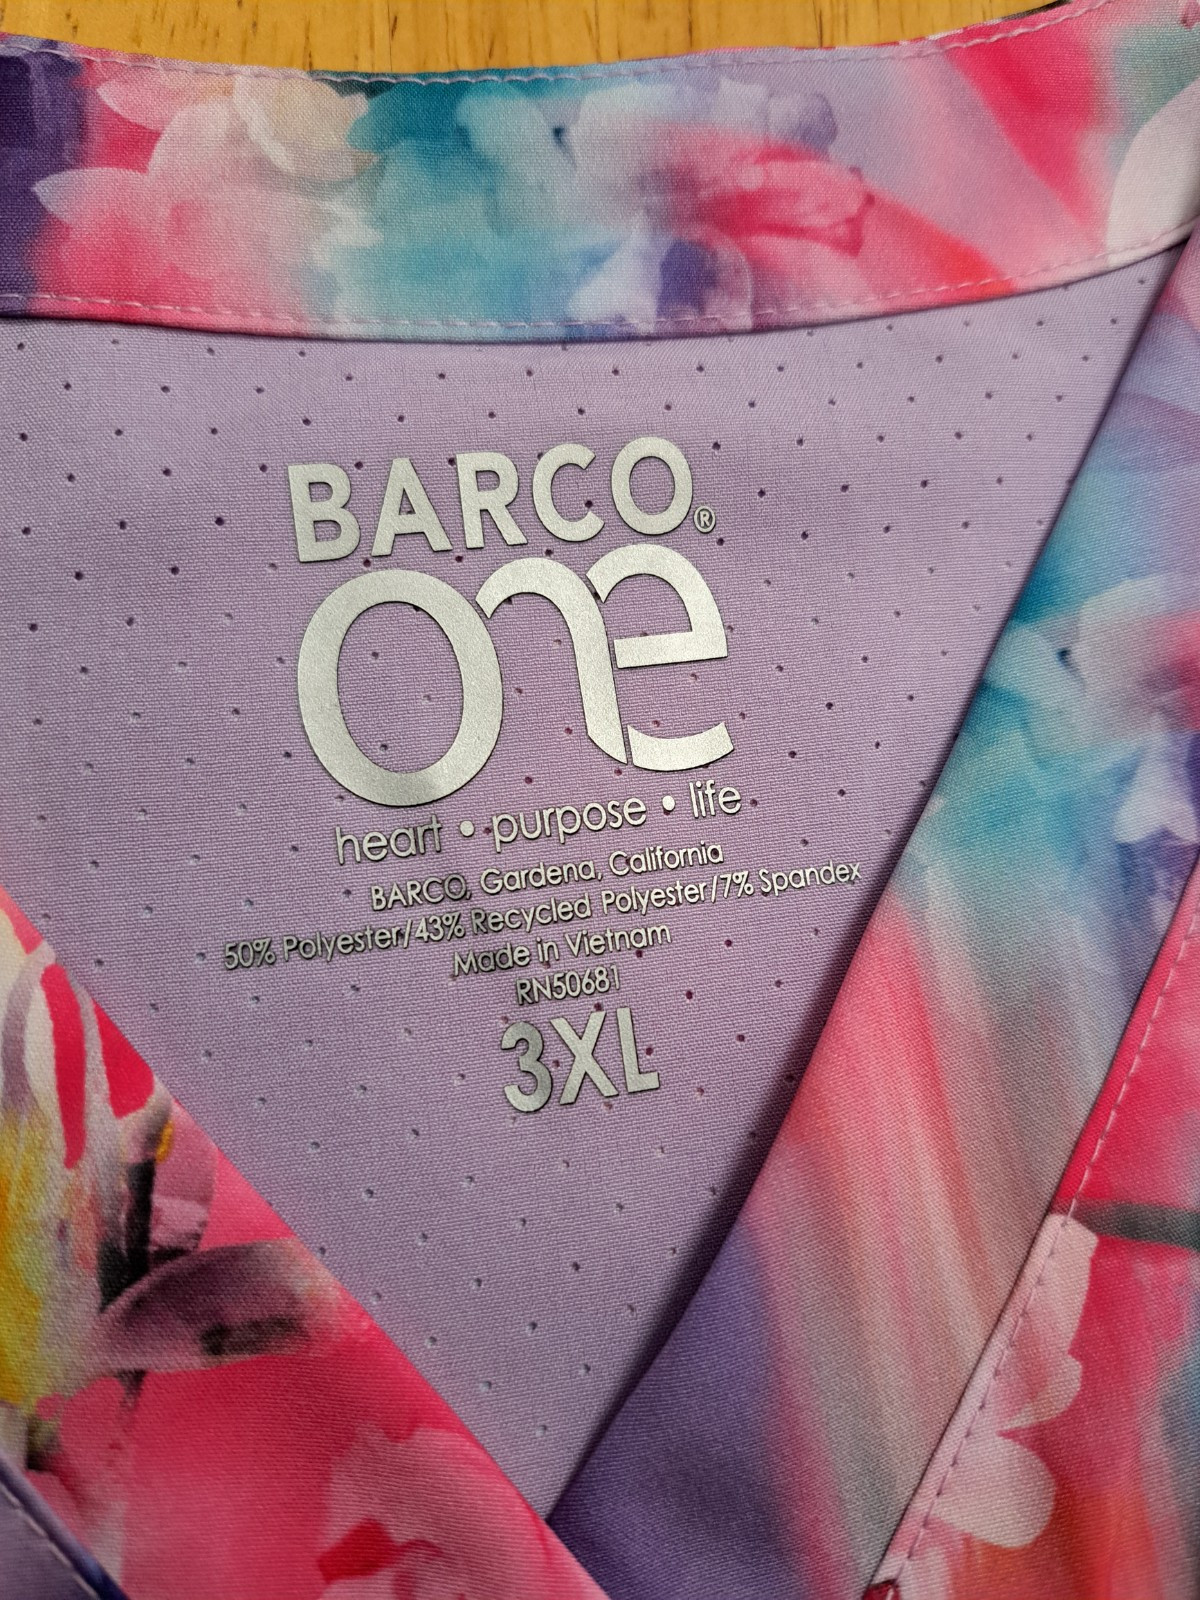 BARCO®
one
heart • purpose • life
BARCO, Gardena, California
50% Polyester/43% Recycled Polyester/7% Spandex
Made in Vietnam
RN50681
3XL